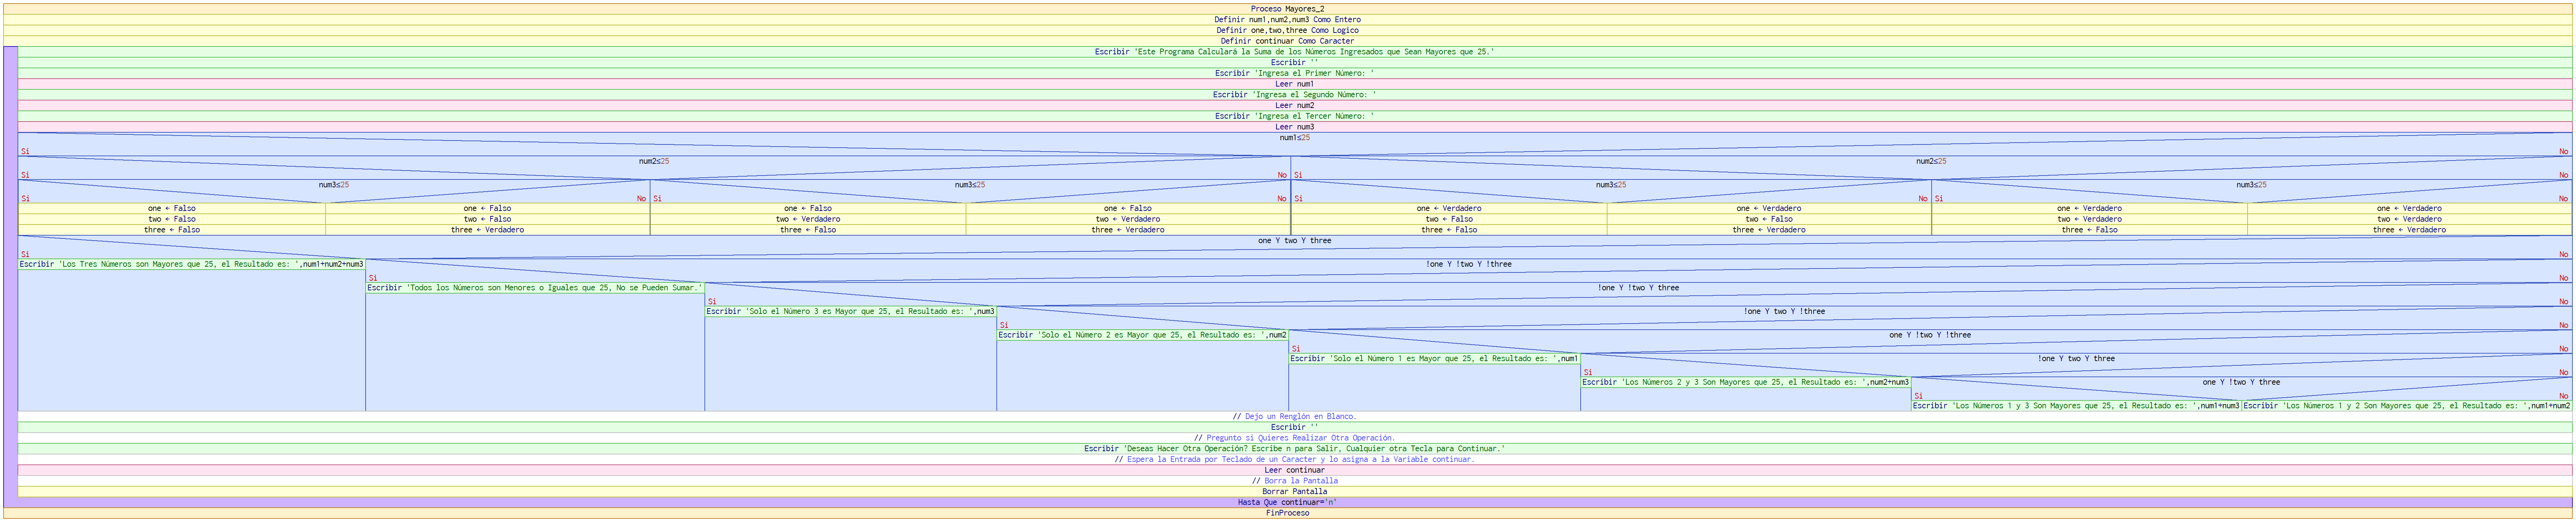 Proceso Mayores_2
Definir num1,num2,num3 Como Entero
Definir one,two,three Como Logico
Definir continuar Como Caracter
Escribir 'Este Programa Calculará la Suma de los Números Ingresados que Sean Mayores que 25.'
Escribir ''
Escribir 'Ingresa el Primer Número: '
Leer num1
Escribir 'Ingresa el Segundo Número: '
Leer num2
Escribir 'Ingresa el Tercer Número: '
Leer num3
num1≤25
Si No
num2≤25 num2≤25
Si No Si No
num3≤25 num3≤25 num3≤25 num3≤25
Si No Si No Si No Si No
one ← Falso one ← Falso one ← Falso one ← Falso one ← Verdadero one ← Verdadero one ← Verdadero one ← Verdadero
two ← Falso two ← Falso two ← Verdadero two ← Verdadero two ← Falso two ← Falso two ← Verdadero two ← Verdadero
three ← Falso three ← Verdadero three ← Falso three ← Verdadero three ← Falso three ← Verdadero three ← Falso three ← Verdadero
one Y two Y three
Si No
Escribir 'Los Tres Números son Mayores que 25, el Resultado es: ',num1+num2+num3 !one Y !two Y !three
Si No
Escribir 'Todos los Números son Menores o Iguales que 25, No se Pueden Sumar.' !one Y !two Y three
Si No
Escribir 'Solo el Número 3 es Mayor que 25, el Resultado es: ',num3 !one Y two Y !three
Si No
Escribir 'Solo el Número 2 es Mayor que 25, el Resultado es: ',num2 one Y !two Y !three
Si No
Escribir 'Solo el Número 1 es Mayor que 25, el Resultado es: ',num1 !one Y two Y three
Si No
Escribir 'Los Números 2 y 3 Son Mayores que 25, el Resultado es: ',num2+num3 one Y !two Y three
Si No
Escribir 'Los Números 1 y 3 Son Mayores que 25, el Resultado es: ',num1+num3 Escribir 'Los Números 1 y 2 Son Mayores que 25, el Resultado es: ',num1+num2
// Dejo un Renglón en Blanco.
Escribir ''
// Pregunto si Quieres Realizar Otra Operación.
Escribir 'Deseas Hacer Otra Operación? Escribe n para Salir, Cualquier otra Tecla para Continuar.'
// Espera la Entrada por Teclado de un Caracter y lo asigna a la Variable continuar.
Leer continuar
// Borra la Pantalla
Borrar Pantalla
Hasta Que continuar='n'
FinProceso